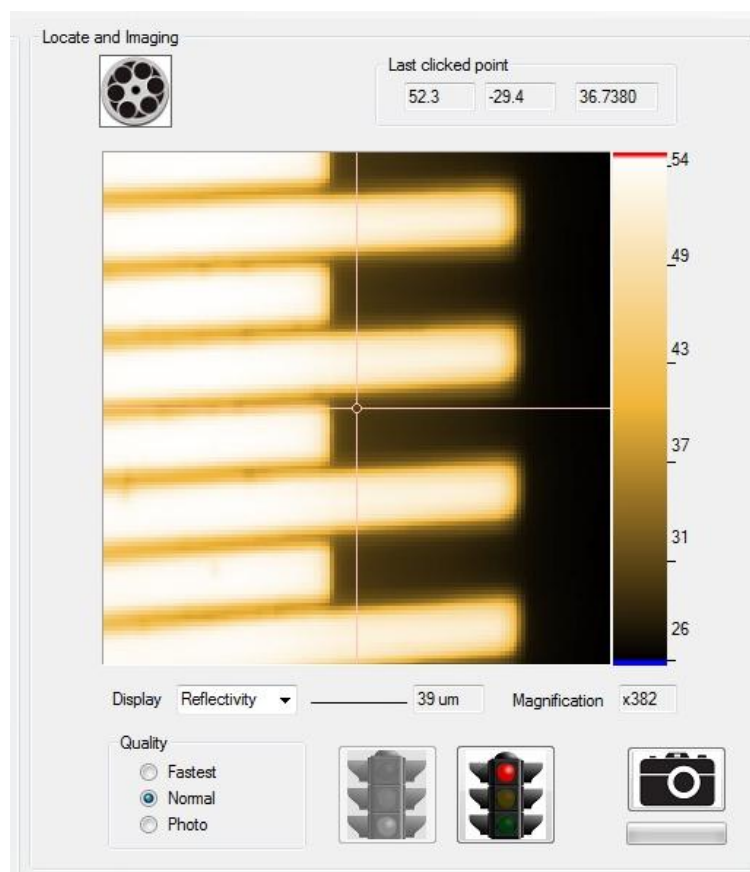 Locate and Imaging
Last clicked point
52.3 -29.4 36.7380
54
49
43
37
31
26
Display Reflectivity 39 um Magnification x382
Quality
Fastest
Normal
Photo